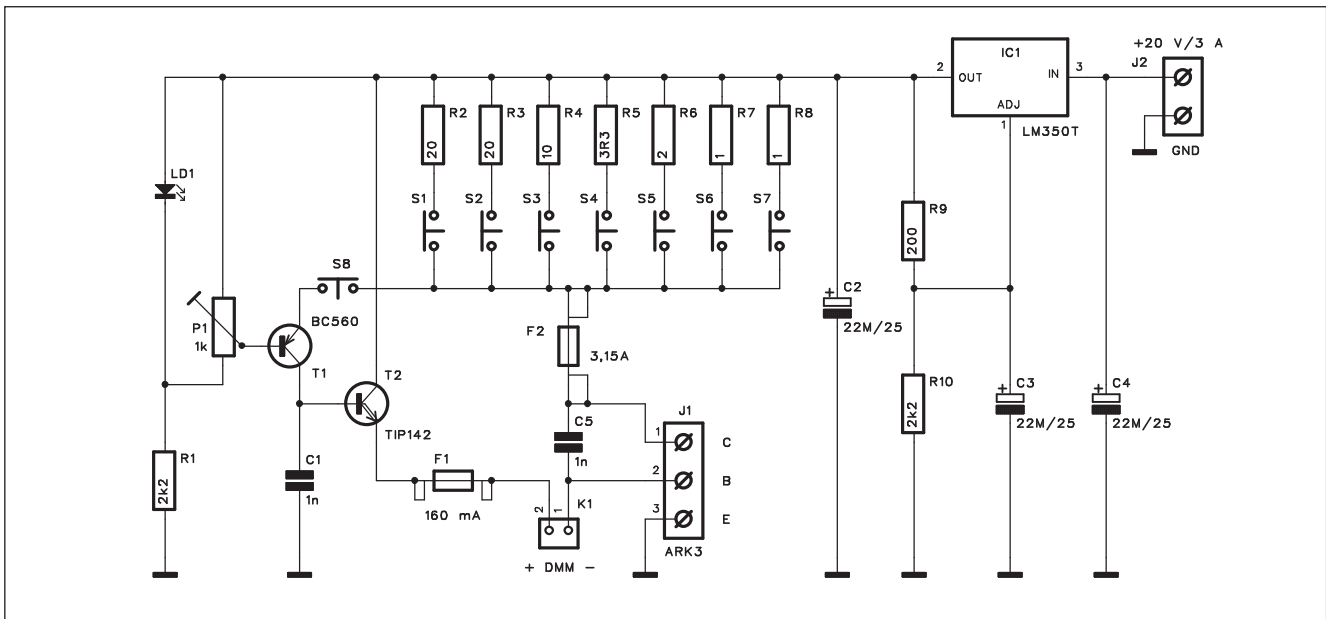 +20 V/3 A
J2
IC1
2
OUT
IN
3
ADJ
1
LM350T
GND
R2
20
R3
20
R4
10
R5
3R3
R6
2
R7
1
R8
1
LD1
S1
S2
S3
S4
S5
S6
S7
R9
200
S8
BC560
P1
1k
T1
F2
3,15A
C2
+
22M/25
T2
TIP142
R10
2k2
C3
+
22M/25
C4
+
22M/25
J1
C5
1n
1
C
2
B
3
E
R1
2k2
C1
1n
F1
160 mA
2
1
K1
ARK3
+ DMM -